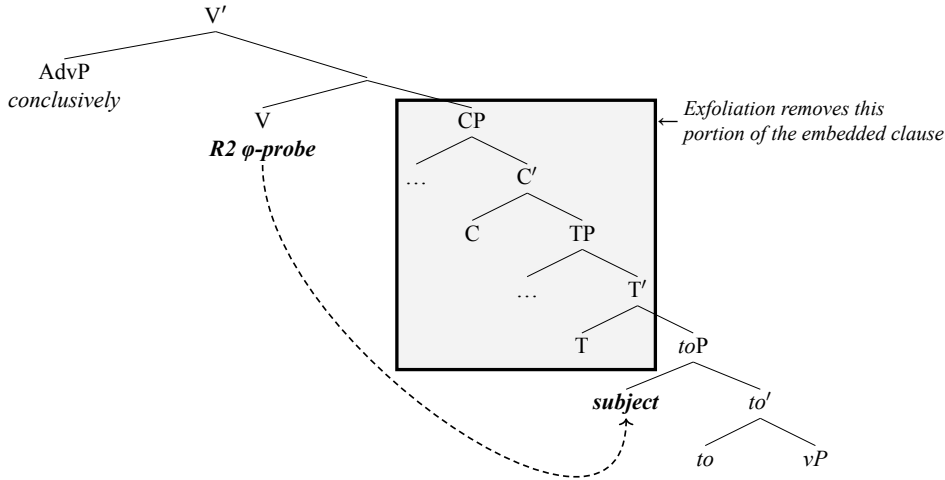 V′
AdvP
conclusively
V
R2 φ-probe
CP
← Exfoliation removes this
portion of the embedded clause
…
C′
C
TP
…
T′
T
toP
subject
to′
to
vP